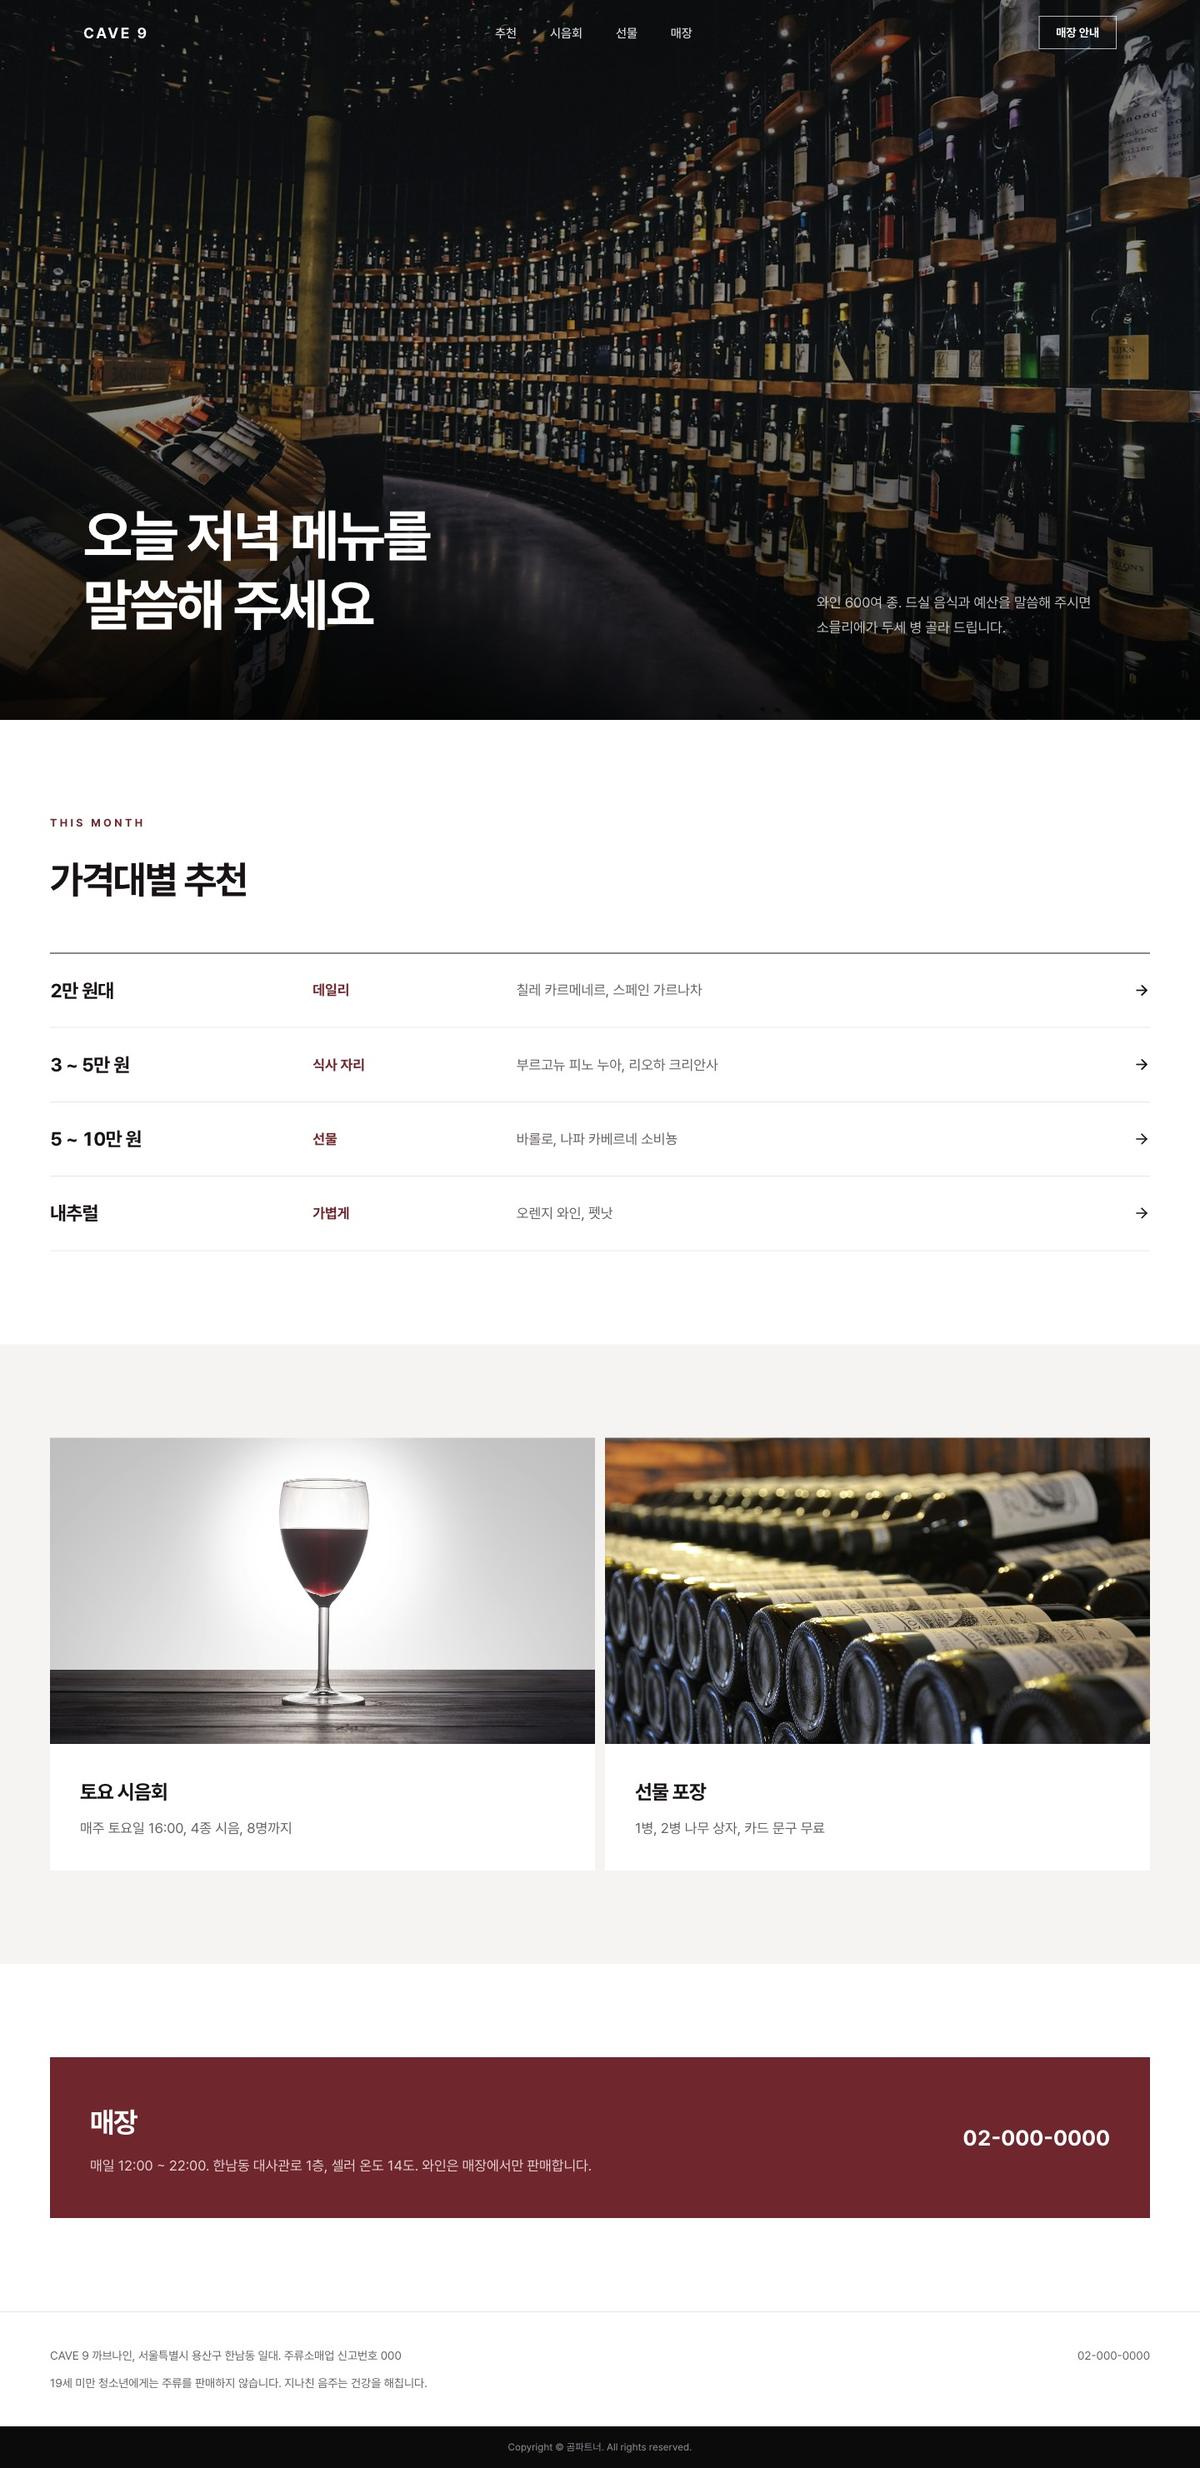 CAVE 9
추천 시음회 선물 매장
매장 안내
오늘 저녁 메뉴를
말씀해 주세요
와인 600여 종. 드실 음식과 예산을 말씀해 주시면
소믈리에가 두세 병 골라 드립니다.
THIS MONTH
가격대별 추천
2만 원대 데일리 칠레 카르메네르, 스페인 가르나차 →
3 ~ 5만 원 식사 자리 부르고뉴 피노 누아, 리오하 크리안사 →
5 ~ 10만 원 선물 바롤로, 나파 카베르네 소비뇽 →
내추럴 가볍게 오렌지 와인, 펫낫 →
토요 시음회
매주 토요일 16:00, 4종 시음, 8명까지
선물 포장
1병, 2병 나무 상자, 카드 문구 무료
매장
매일 12:00 ~ 22:00. 한남동 대사관로 1층, 셀러 온도 14도. 와인은 매장에서만 판매합니다.
02-000-0000
CAVE 9 까브나인, 서울특별시 용산구 한남동 일대. 주류소매업 신고번호 000
02-000-0000
19세 미만 청소년에게는 주류를 판매하지 않습니다. 지나친 음주는 건강을 해칩니다.
Copyright © 곰파트너. All rights reserved.